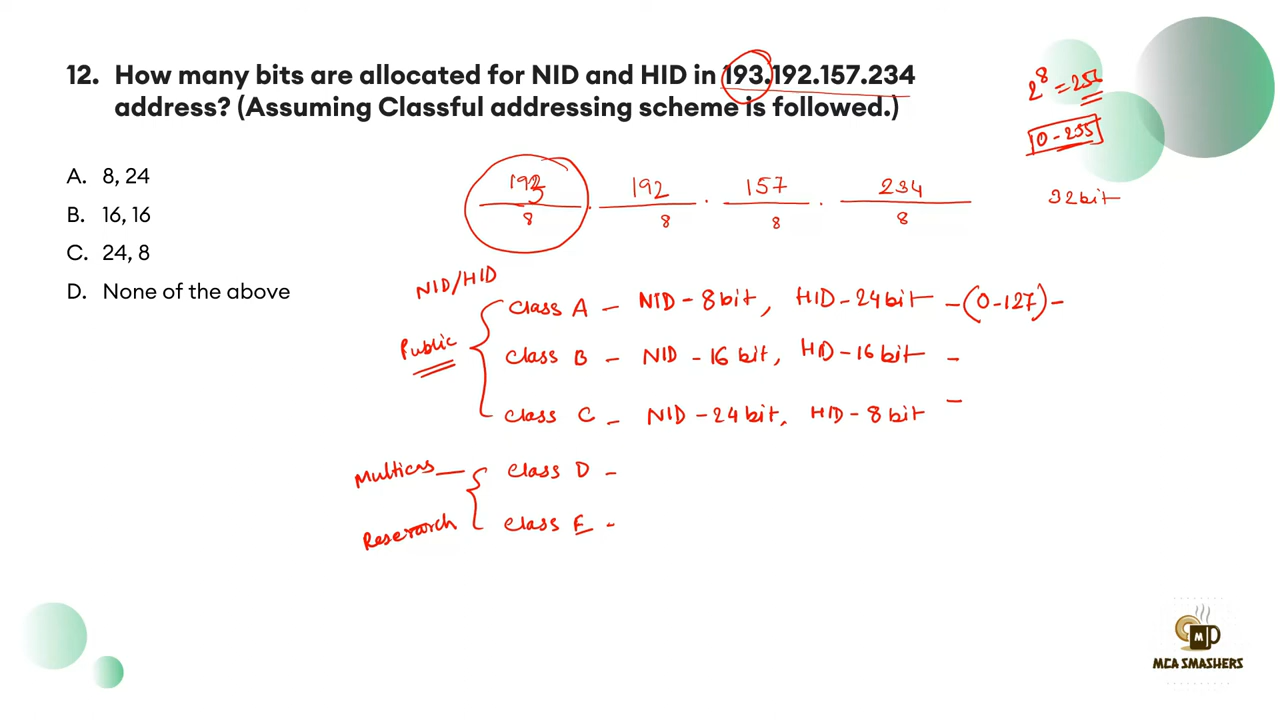 12. How many bits are allocated for NID and HID in 193.192.157.234
address? (Assuming Classful addressing scheme is followed.)
2^8 = 256
0 - 255
A. 8, 24
B. 16, 16
C. 24, 8
D. None of the above
193 . 192 . 157 . 234
8 8 8 8
32 bit
NID/HID
Public
Class A - NID - 8 bit, HID - 24 bit - (0-127) -
Class B - NID - 16 bit, HID - 16 bit -
Class C - NID - 24 bit, HID - 8 bit -
Multicas - Class D -
Research Class E -
M
MCA SMASHERS